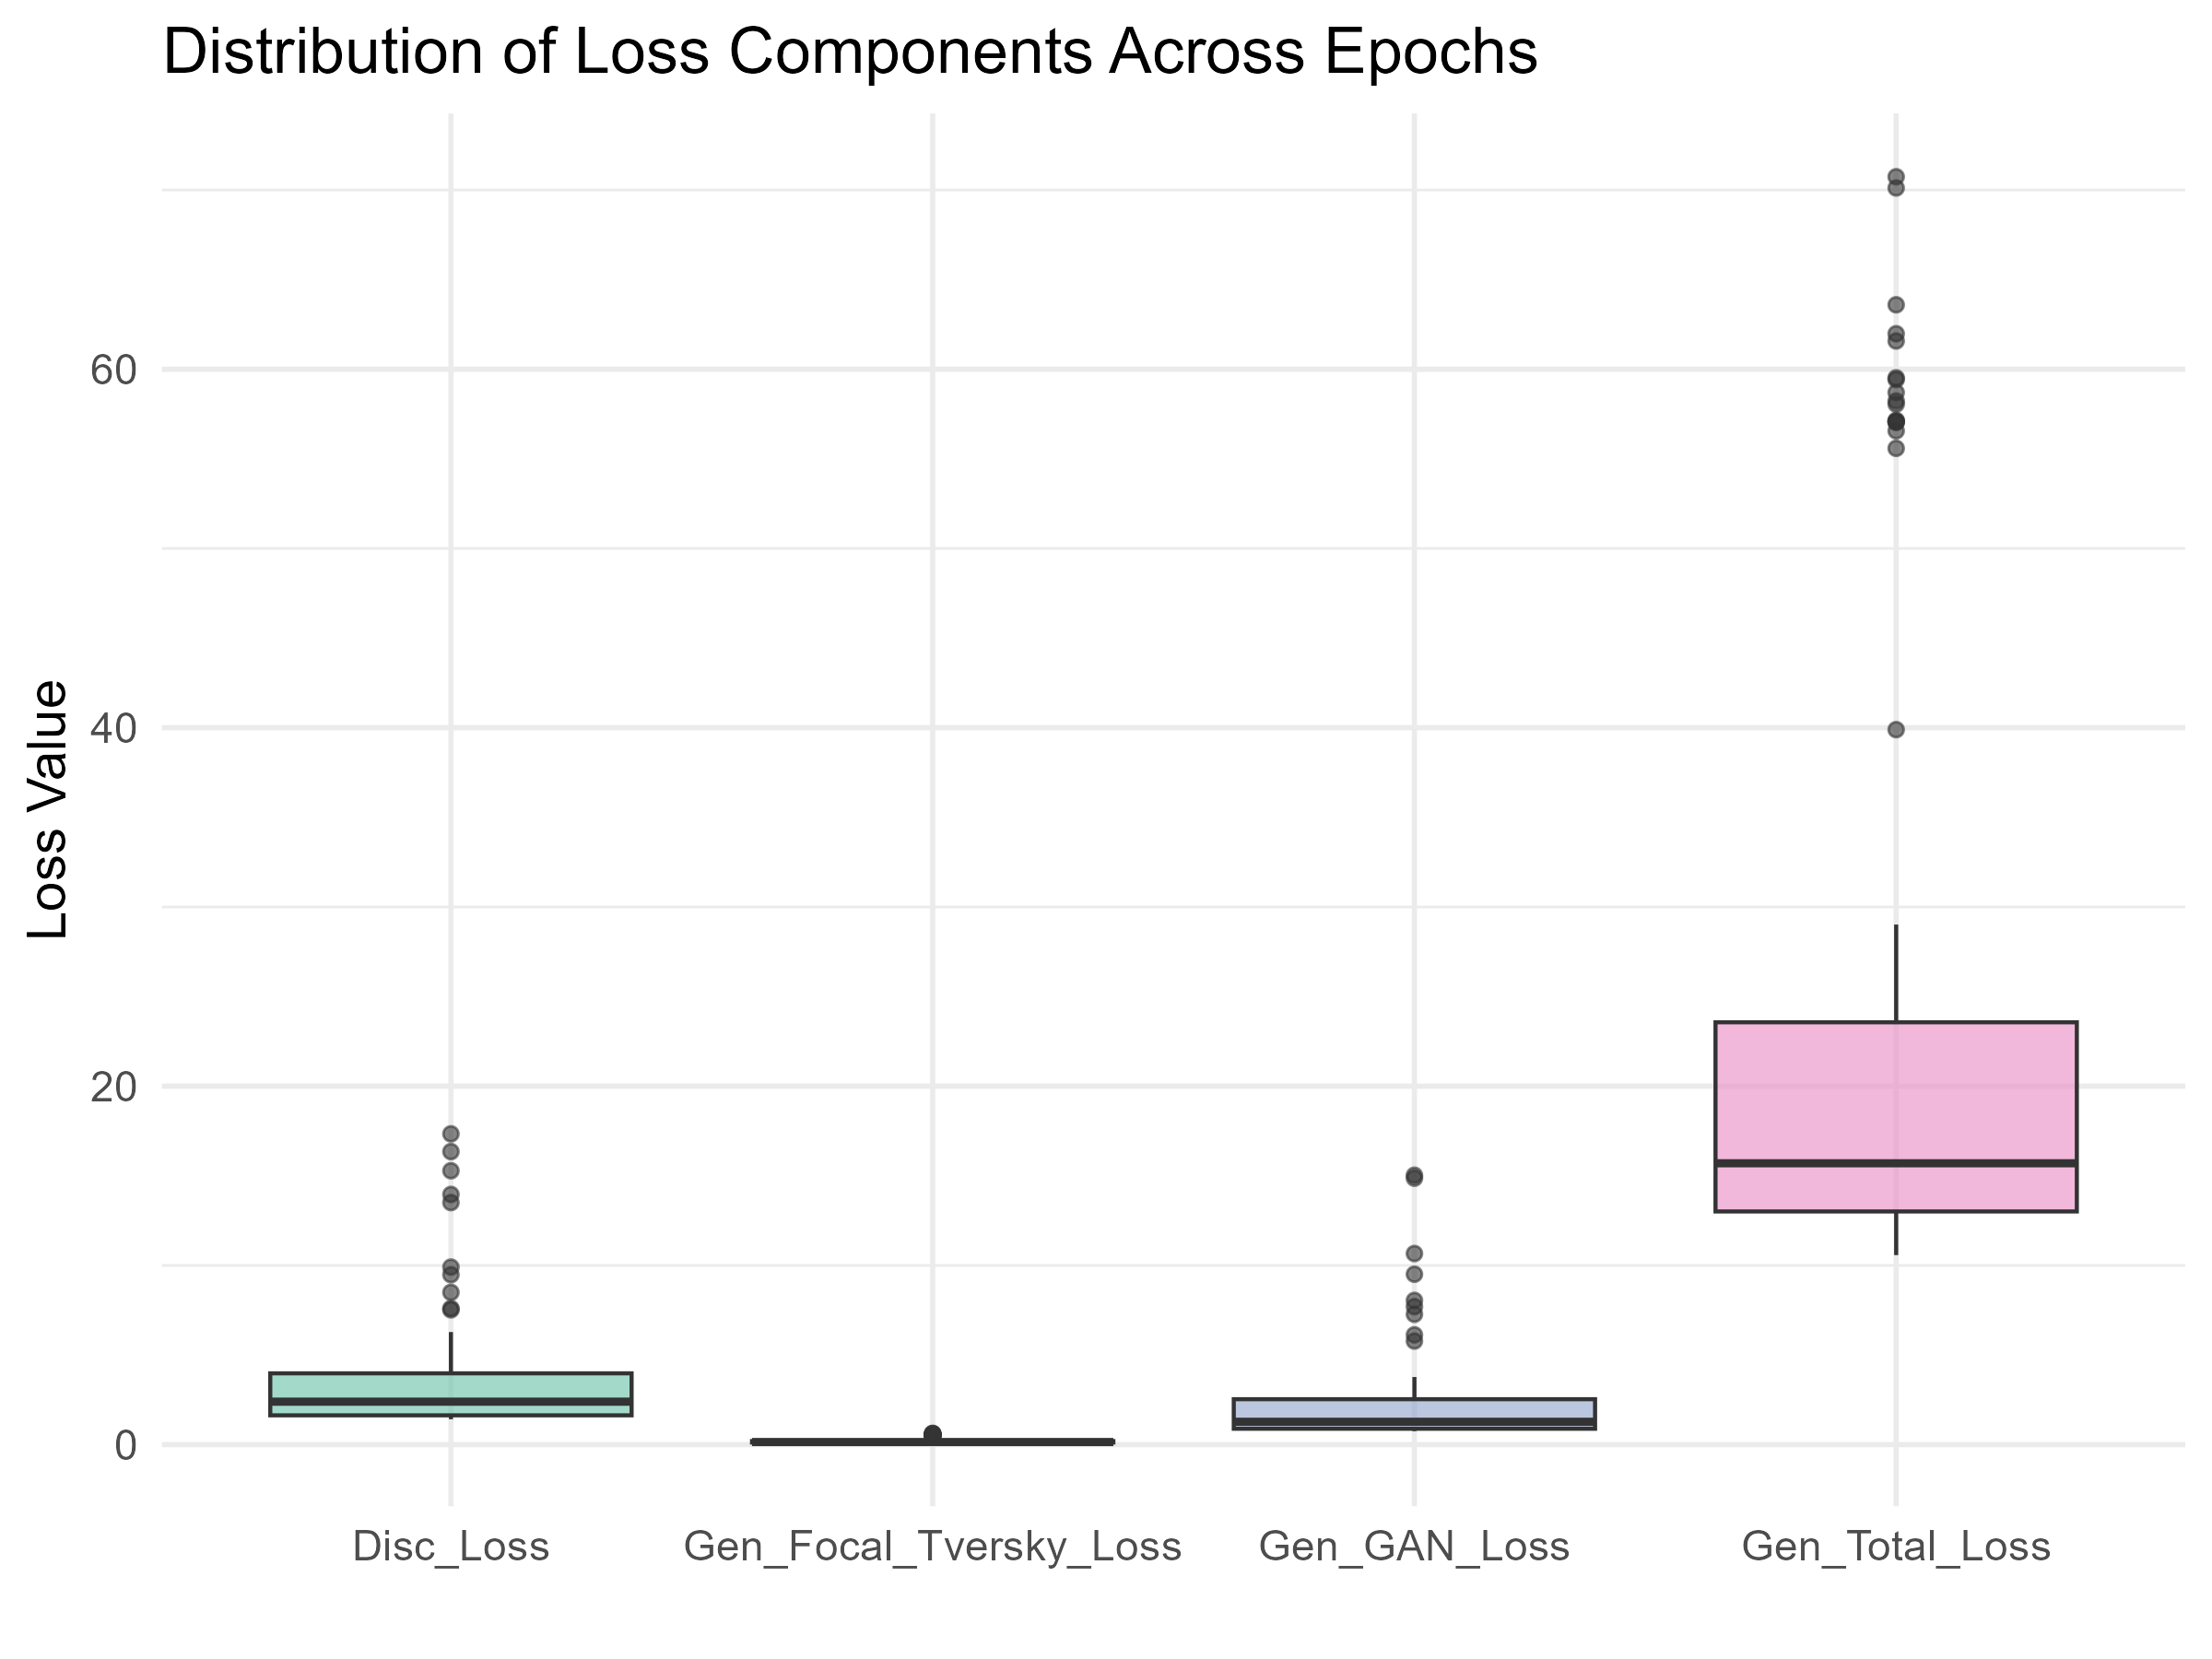 Distribution of Loss Components Across Epochs
Loss Value
60
40
20
0
Disc_Loss
Gen_Focal_Tversky_Loss
Gen_GAN_Loss
Gen_Total_Loss